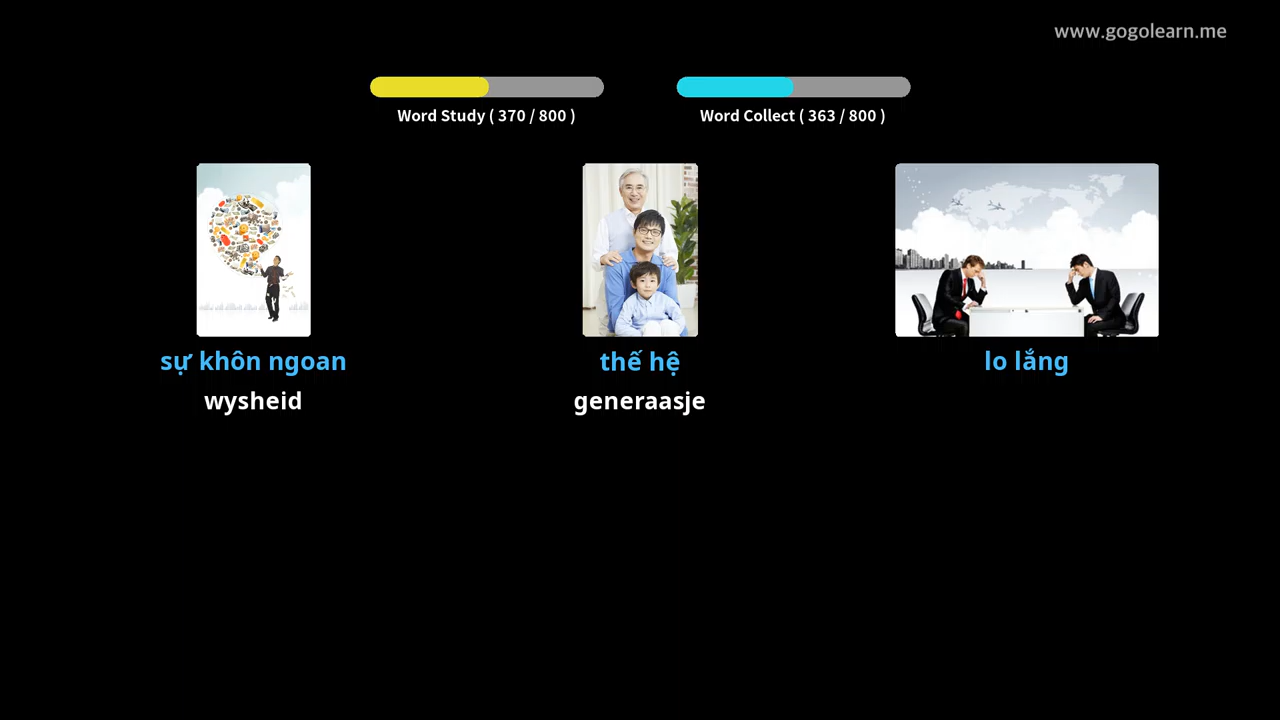 www.gogolearn.me
Word Study ( 370 / 800 )
Word Collect ( 363 / 800 )
sự khôn ngoan
wysheid
thế hệ
generaasje
lo lắng